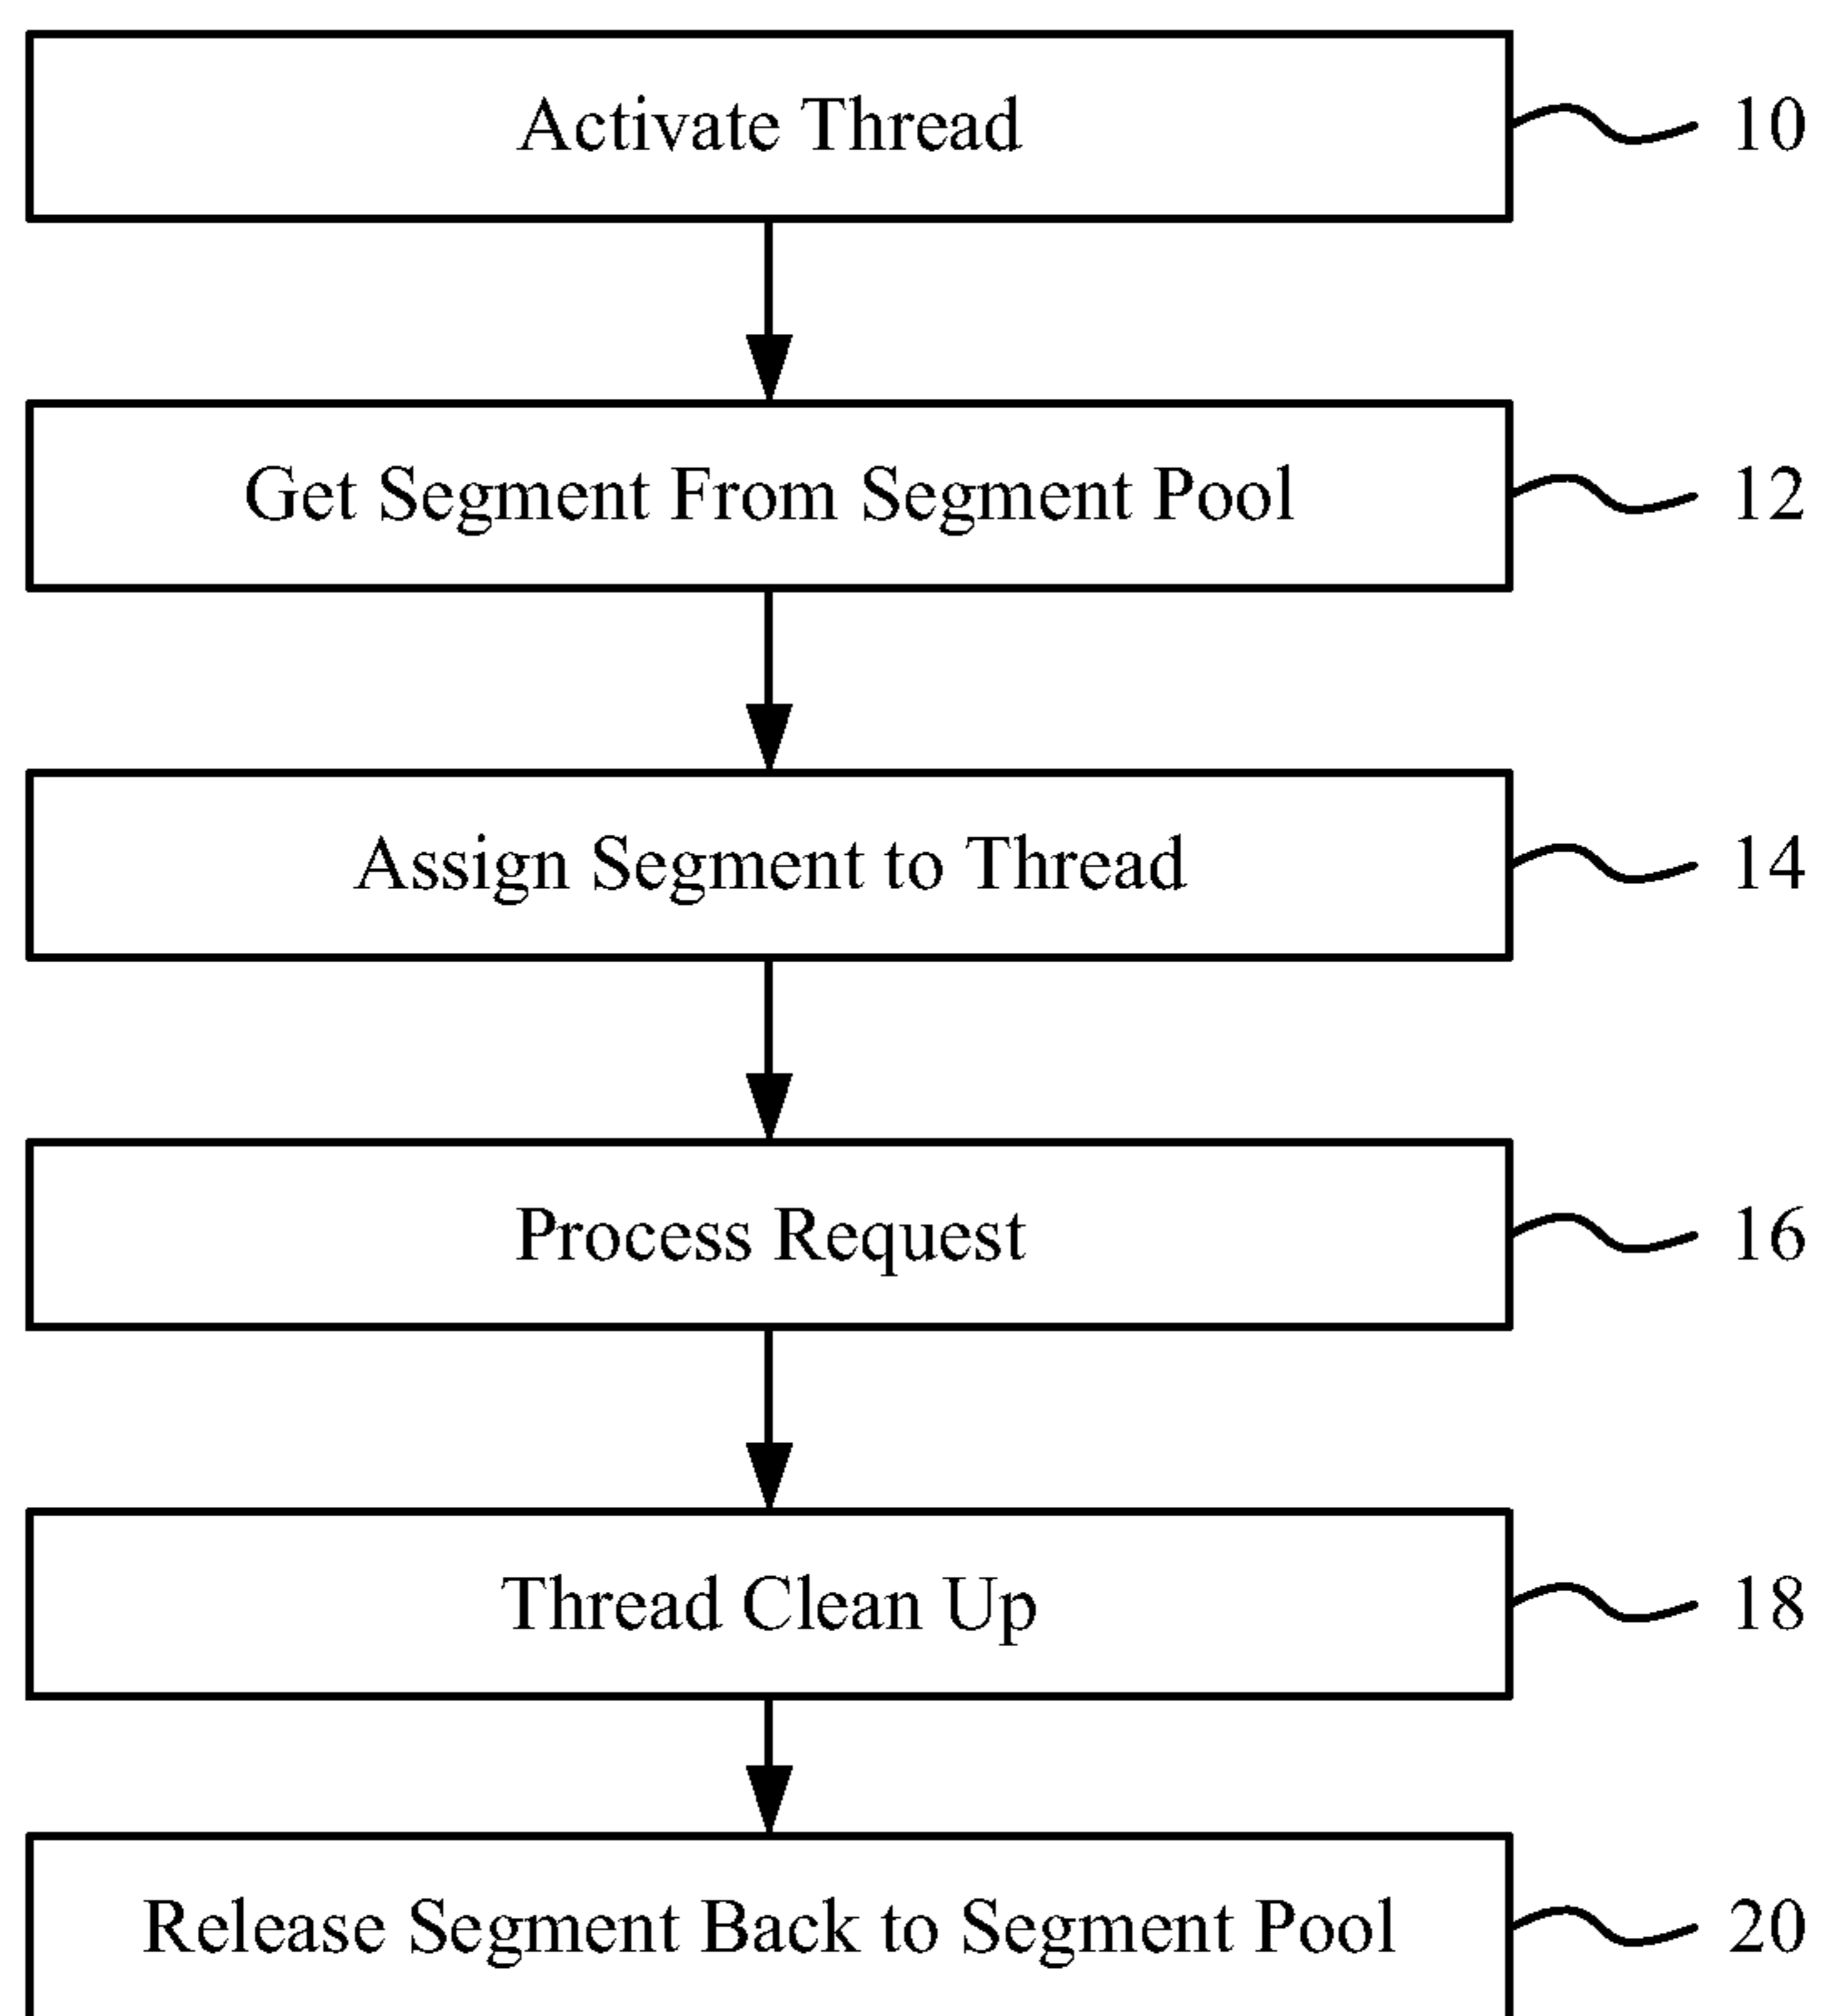 Activate Thread 10
Get Segment From Segment Pool 12
Assign Segment to Thread 14
Process Request 16
Thread Clean Up 18
Release Segment Back to Segment Pool 20